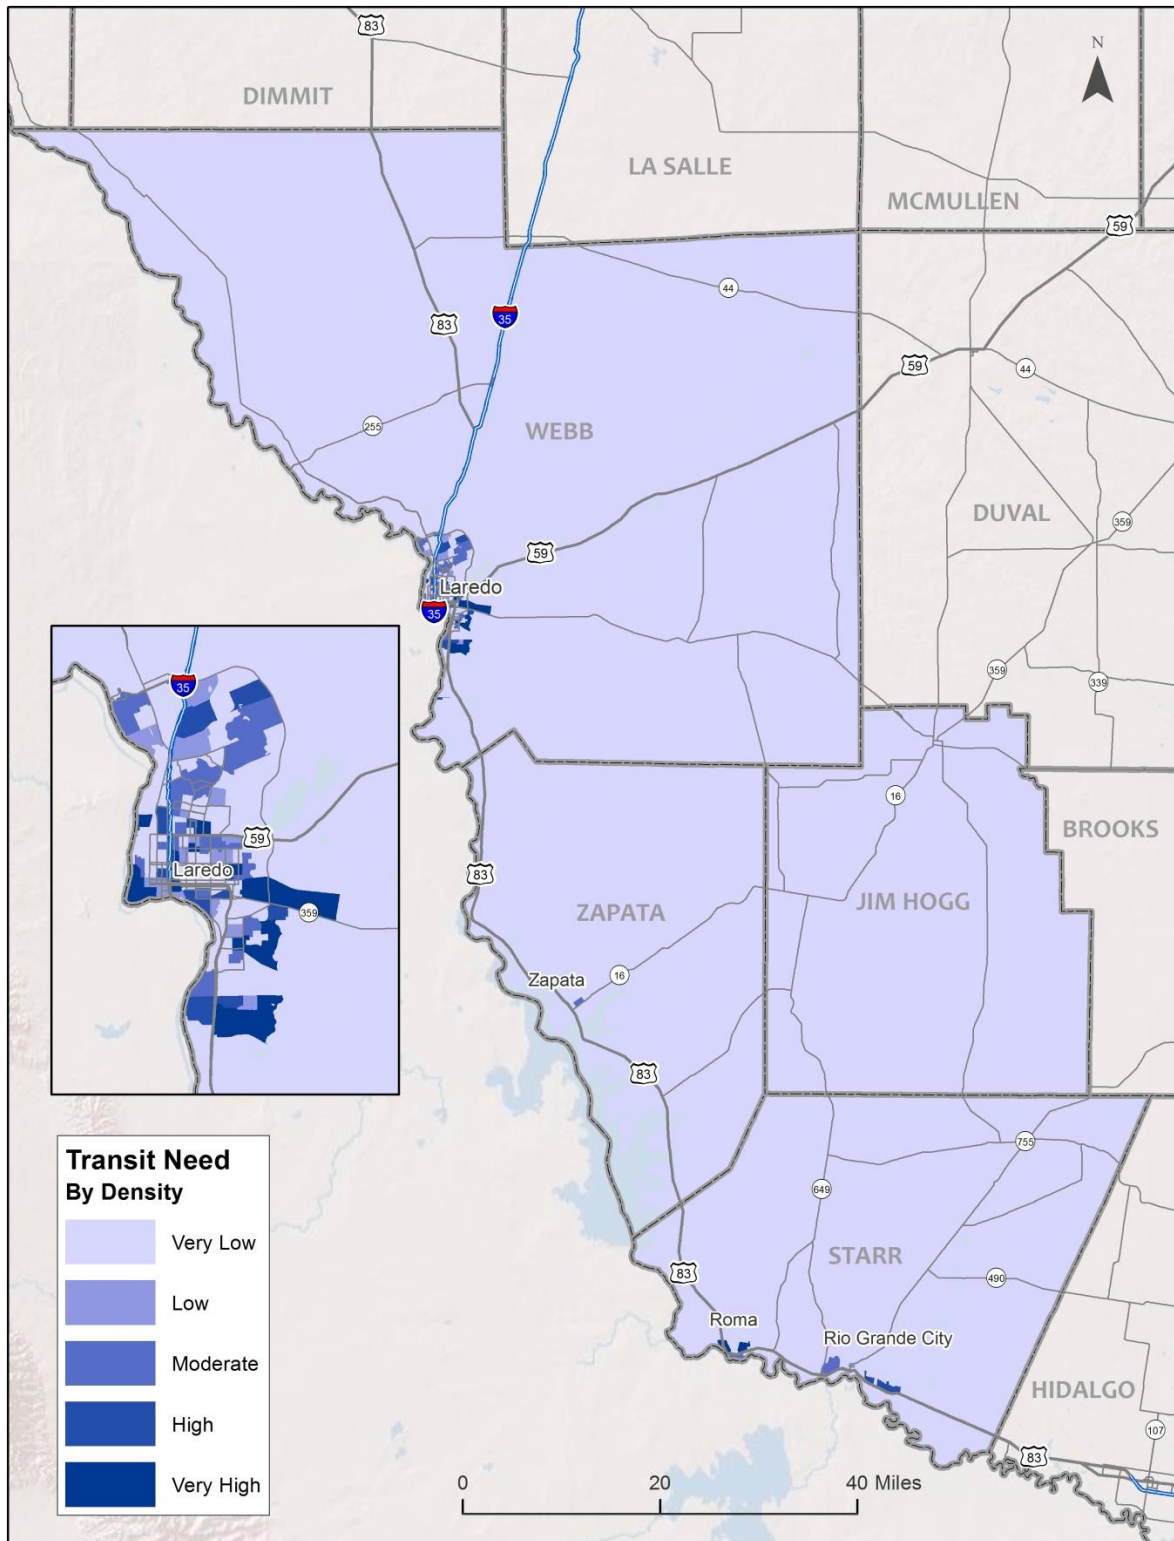 83
N
DIMMIT
LA SALLE
MCMULLEN
59
44
35
83
59
44
255
WEBB
DUVAL
359
59
Laredo
35
359
339
35
16
BROOKS
59
Laredo
83
359
ZAPATA
JIM HOGG
Zapata
16
83
755
649
STARR
490
83
Roma
Rio Grande City
HIDALGO
107
83
Transit Need
By Density
Very Low
Low
Moderate
High
Very High
0 20 40 Miles